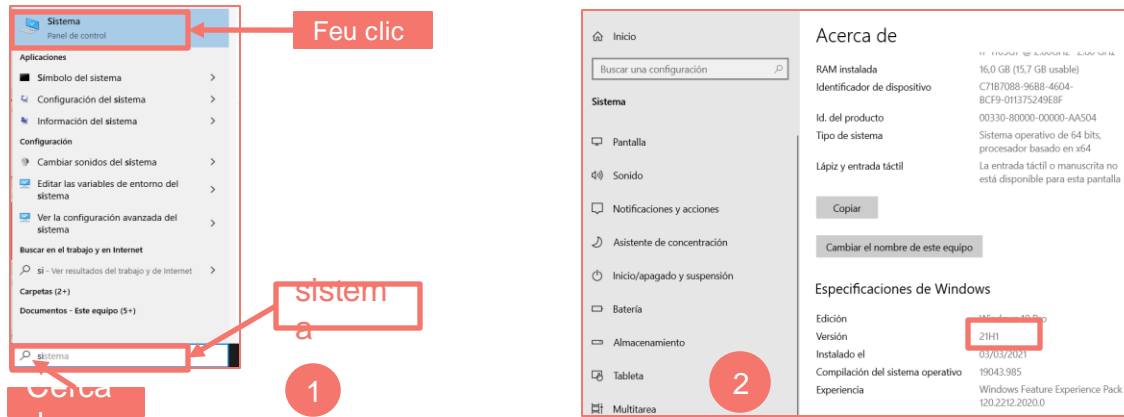 Sistema
Panel de control
Feu clic
Aplicaciones
Símbolo del sistema
Configuración del sistema
Información del sistema
Configuración
Cambiar sonidos del sistema
Editar las variables de entorno del
sistema
Ver la configuración avanzada del
sistema
Buscar en el trabajo y en Internet
si - Ver resultados del trabajo y de Internet
Carpetas (2+)
Documentos - Este equipo (5+)
sistem
a
sistema
Cerca
1
Inicio
Buscar una configuración
Sistema
Pantalla
Sonido
Notificaciones y acciones
Asistente de concentración
Inicio/apagado y suspensión
Batería
Almacenamiento
Tableta
Multitarea
2
Acerca de
RAM instalada 16,0 GB (15,7 GB usable)
Identificador de dispositivo C71B7088-96B8-4604-
BCF9-011375249E8F
Id. del producto 00330-80000-00000-AA504
Tipo de sistema Sistema operativo de 64 bits,
procesador basado en x64
Lápiz y entrada táctil La entrada táctil o manuscrita no
está disponible para esta pantalla
Copiar
Cambiar el nombre de este equipo
Especificaciones de Windows
Edición Windows 10 Pro
Versión 21H1
Instalado el 03/03/2021
Compilación del sistema operativo 19043.985
Experiencia Windows Feature Experience Pack
120.2212.2020.0